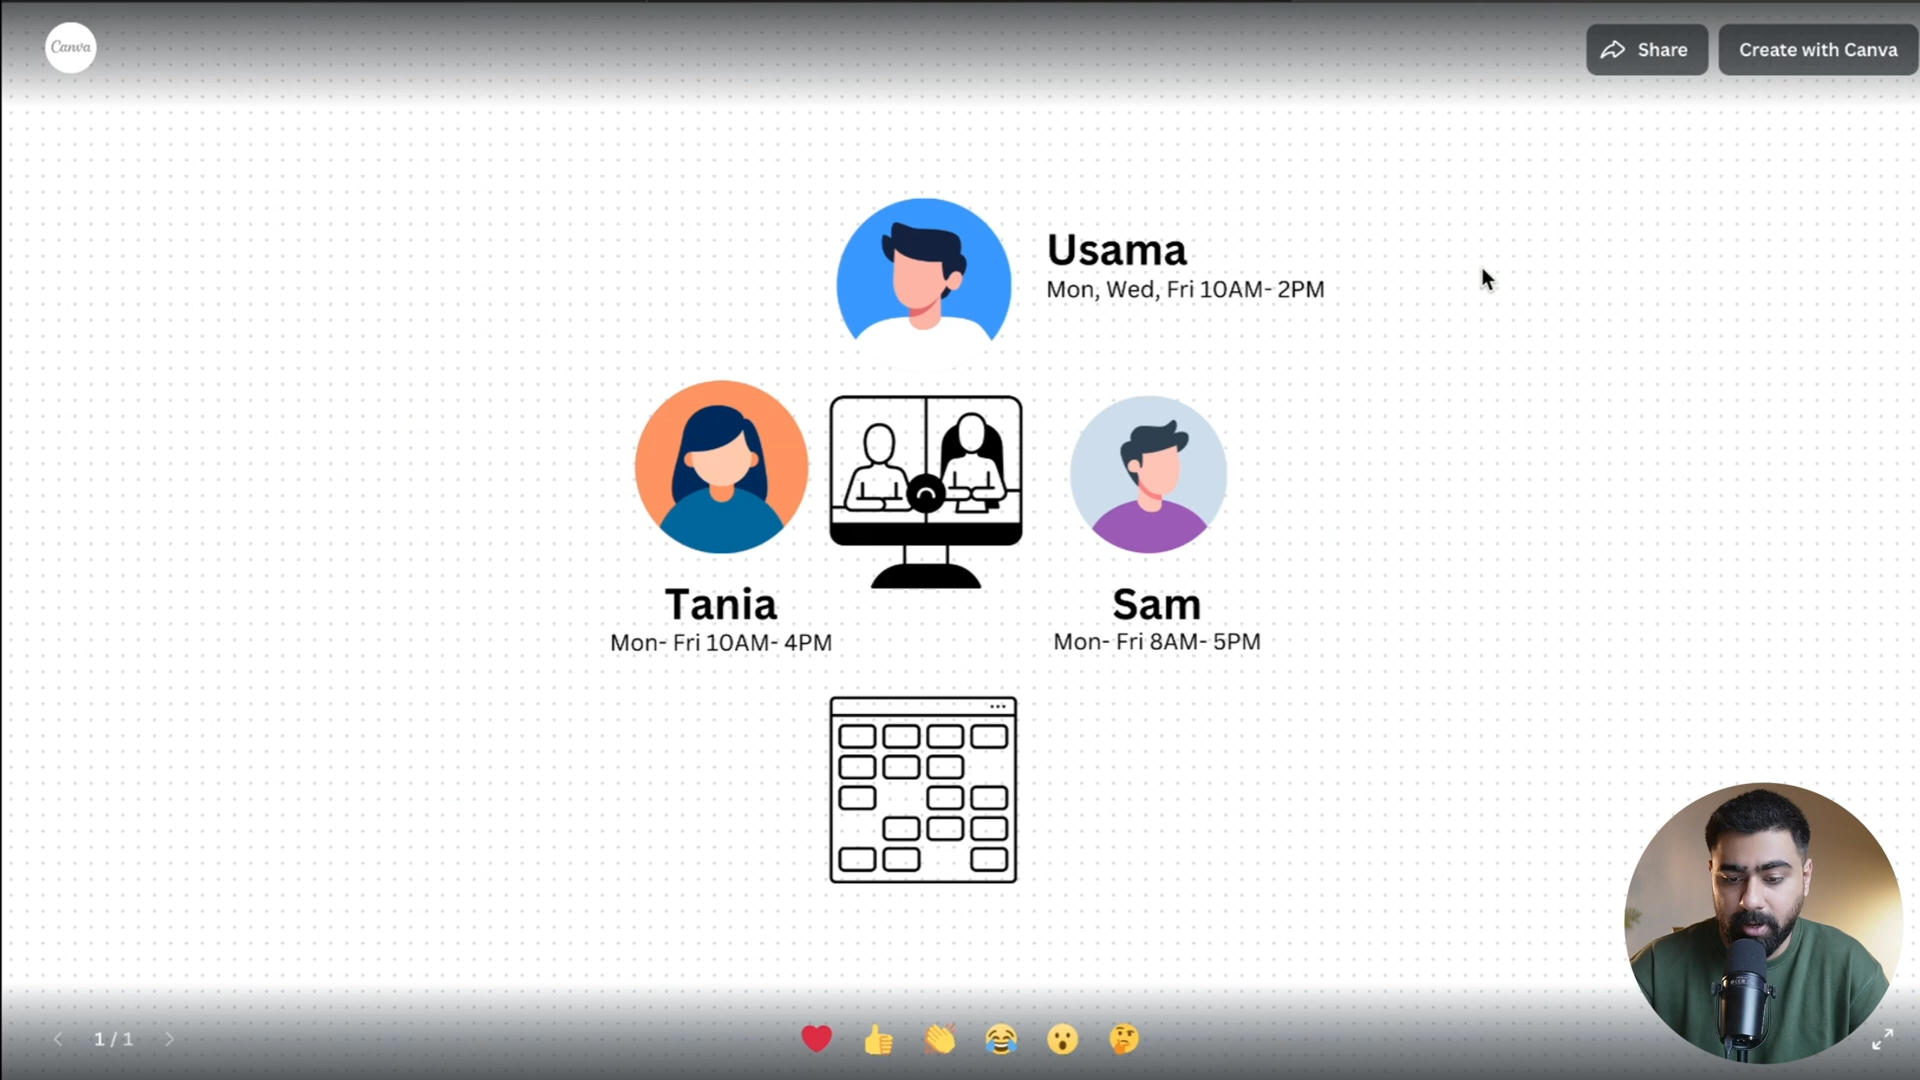 Canva
Share
Create with Canva
Usama
Mon, Wed, Fri 10AM- 2PM
Tania
Mon- Fri 10AM- 4PM
Sam
Mon- Fri 8AM- 5PM
1 / 1